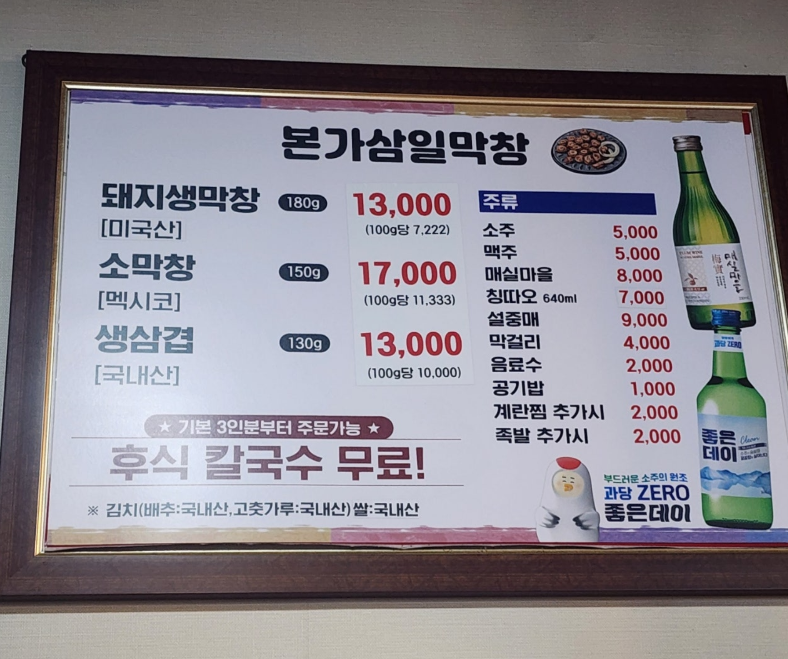 본가삼일막창
돼지생막창 180g 13,000
[미국산] (100g당 7,222)
소막창 150g 17,000
[멕시코] (100g당 11,333)
생삼겹 130g 13,000
[국내산] (100g당 10,000)
★ 기본 3인분부터 주문가능 ★
후식 칼국수 무료!
※ 김치(배추:국내산,고춧가루:국내산)쌀:국내산
주류
소주 5,000
맥주 5,000
매실마을 8,000
칭따오 640ml 7,000
설중매 9,000
막걸리 4,000
음료수 2,000
공기밥 1,000
계란찜 추가시 2,000
족발 추가시 2,000
부드러운 소주의 원조
과당 ZERO
좋은데이
매실마을
과당 ZERO
좋은
데이